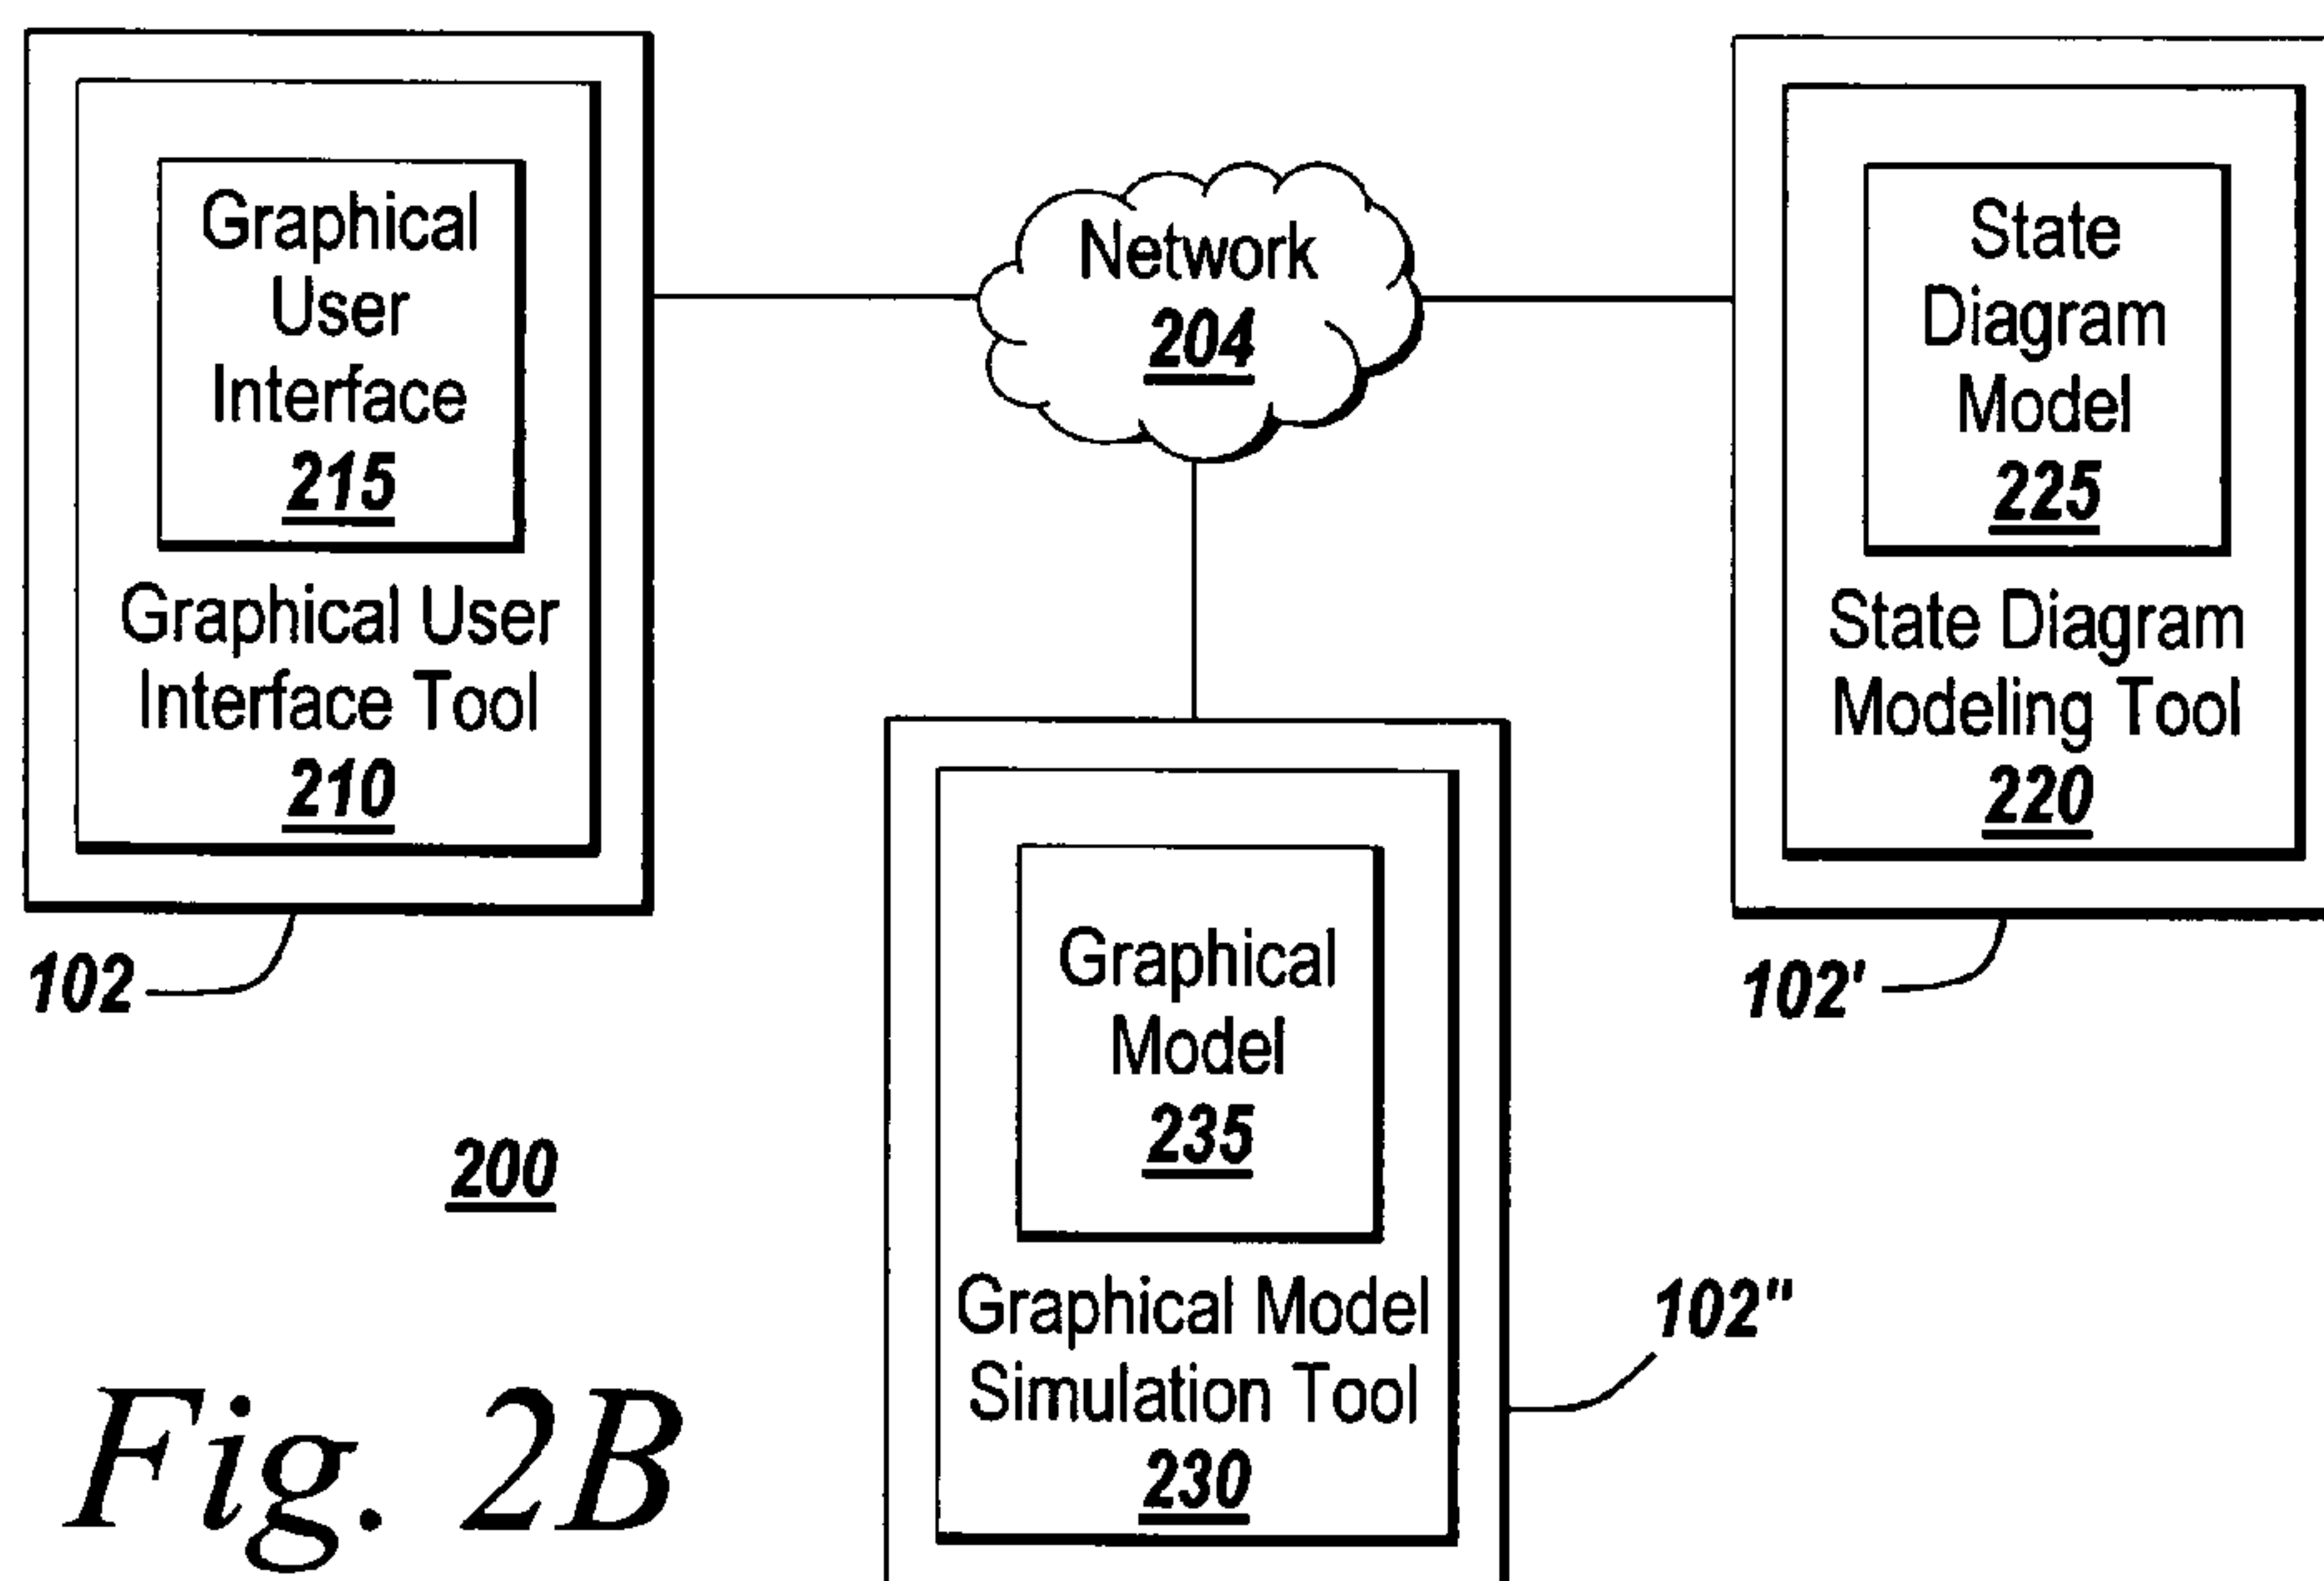 Graphical
User
Interface
215
Graphical User
Interface Tool
210
102
Network
204
State
Diagram
Model
225
State Diagram
Modeling Tool
220
102'
Graphical
Model
235
Graphical Model
Simulation Tool
230
102"
200
Fig. 2B